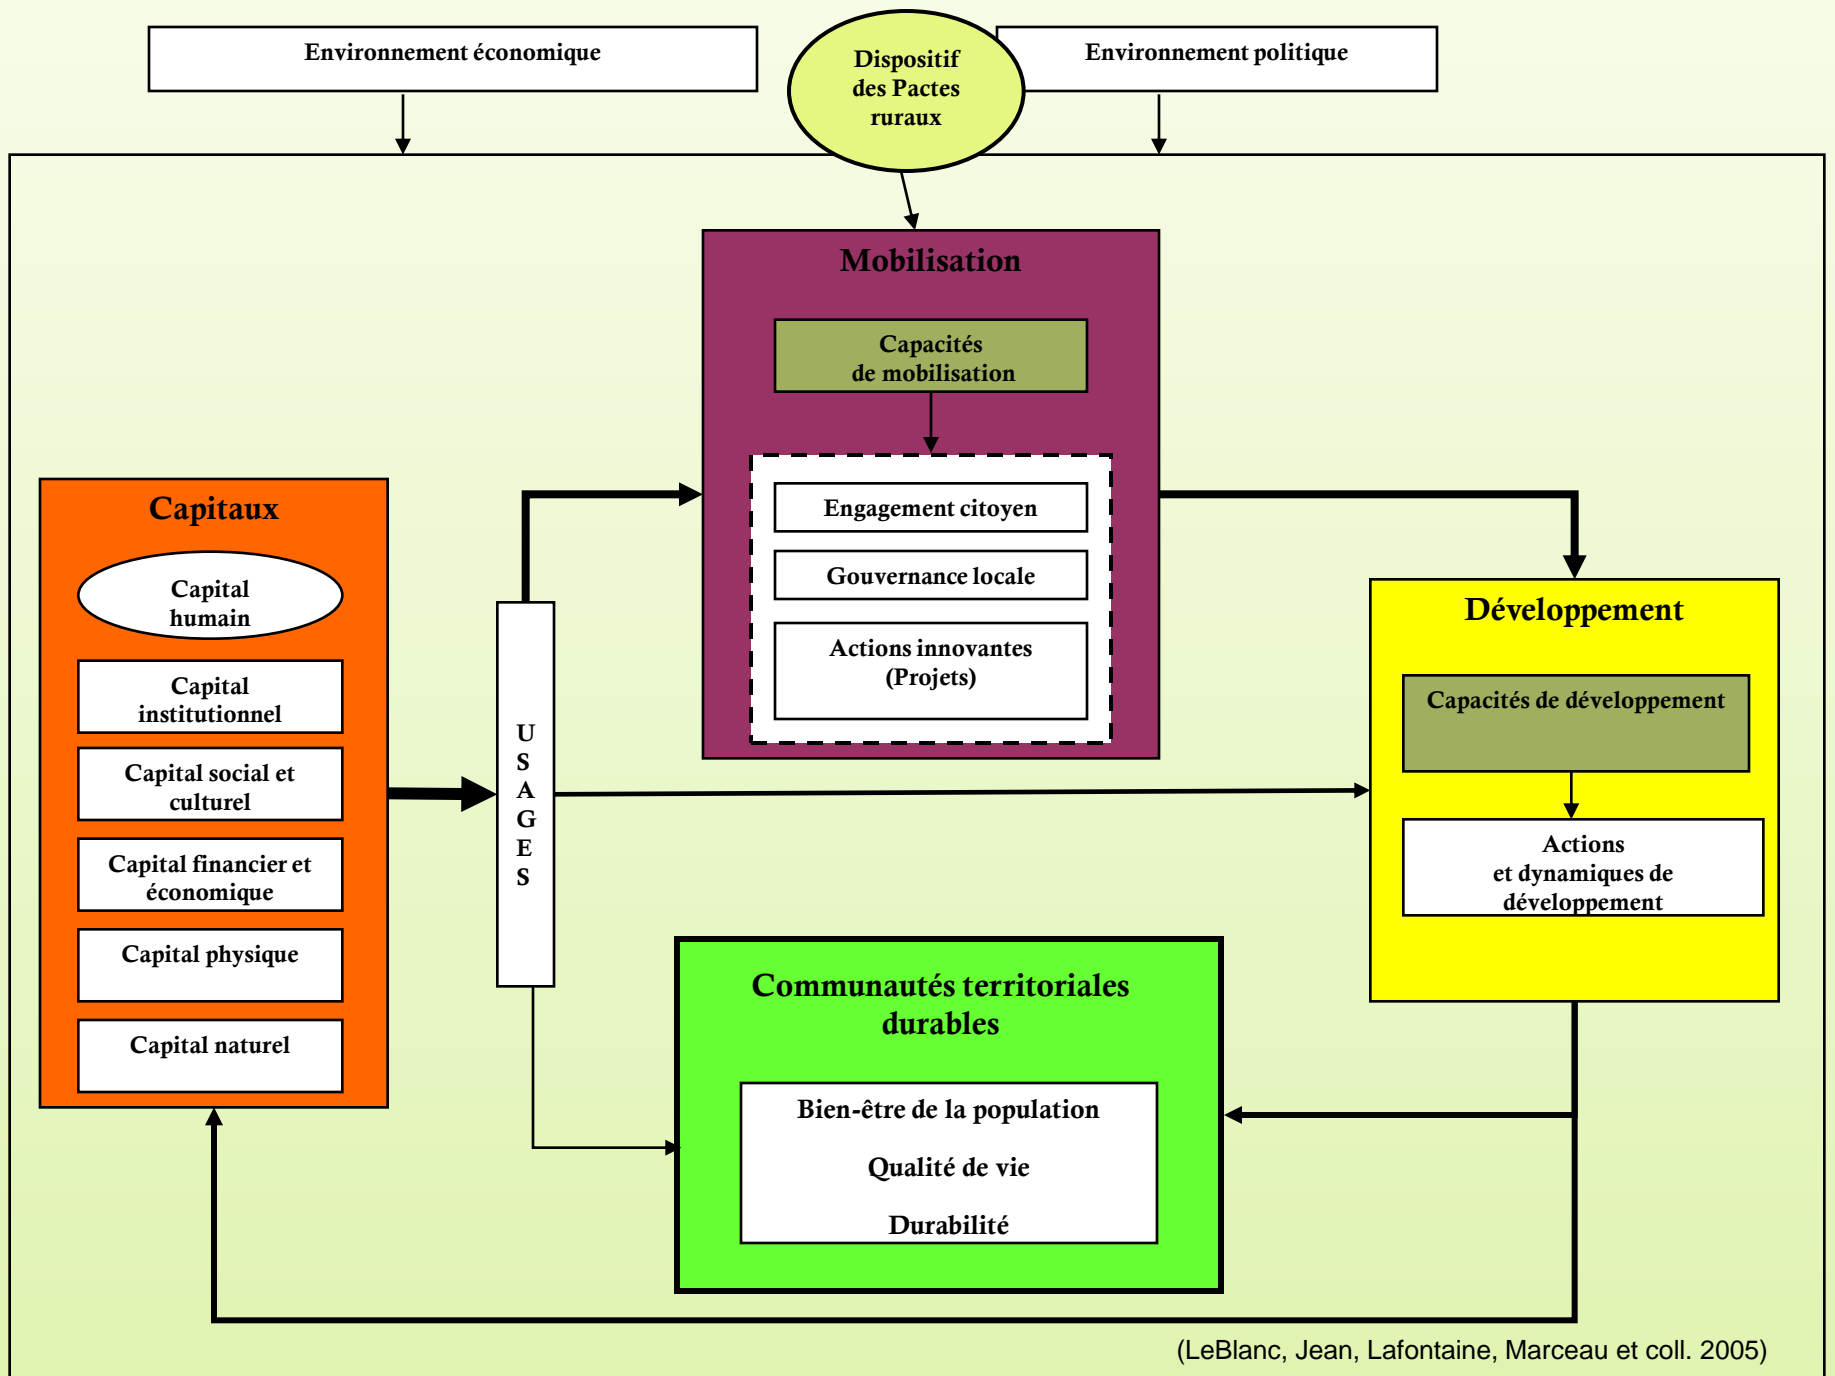 Environnement économique
Dispositif
des Pactes
ruraux
Environnement politique
Mobilisation
Capacités
de mobilisation
Engagement citoyen
Gouvernance locale
Actions innovantes
(Projets)
Capitaux
Capital
humain
Capital
institutionnel
Capital social et
culturel
Capital financier et
économique
Capital physique
Capital naturel
U
S
A
G
E
S
Développement
Capacités de développement
Actions
et dynamiques de
développement
Communautés territoriales
durables
Bien-être de la population
Qualité de vie
Durabilité
(LeBlanc, Jean, Lafontaine, Marceau et coll. 2005)